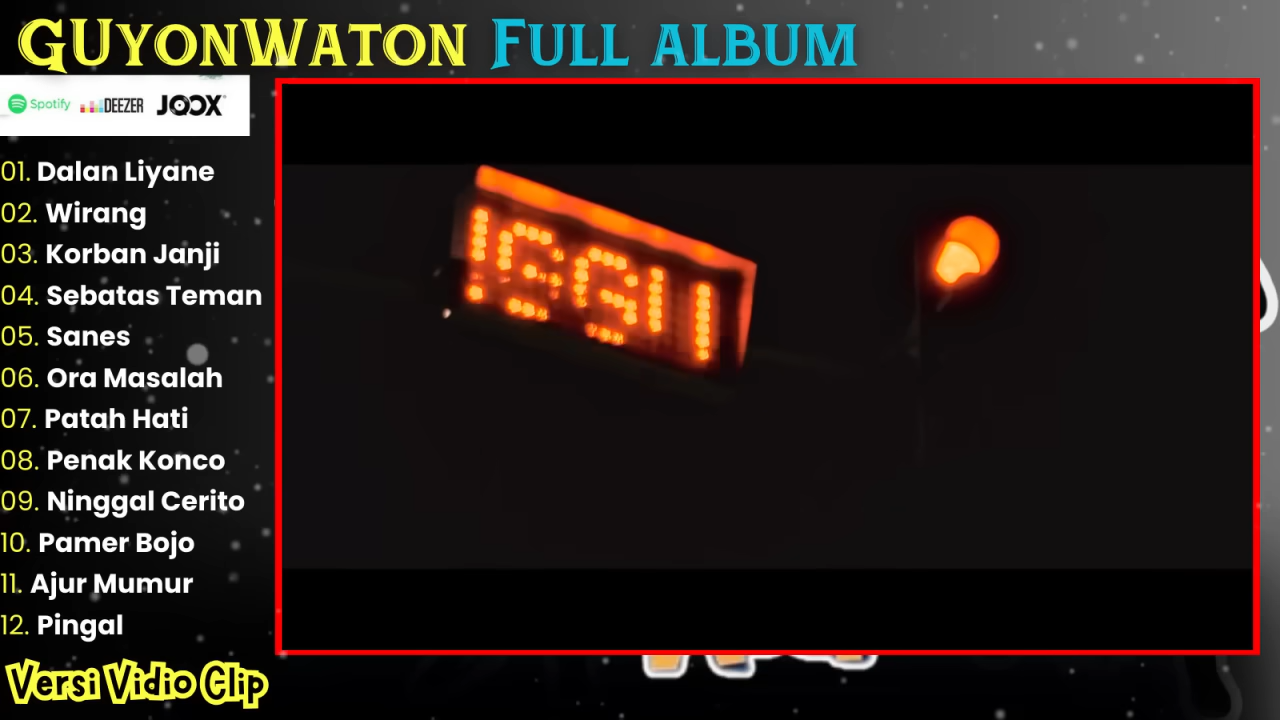 GUYONWATON FULL ALBUM
Spotify DEEZER JOOX
01. Dalan Liyane
02. Wirang
03. Korban Janji
04. Sebatas Teman
05. Sanes
06. Ora Masalah
07. Patah Hati
08. Penak Konco
09. Ninggal Cerito
10. Pamer Bojo
11. Ajur Mumur
12. Pingal
Versi Vidio Clip